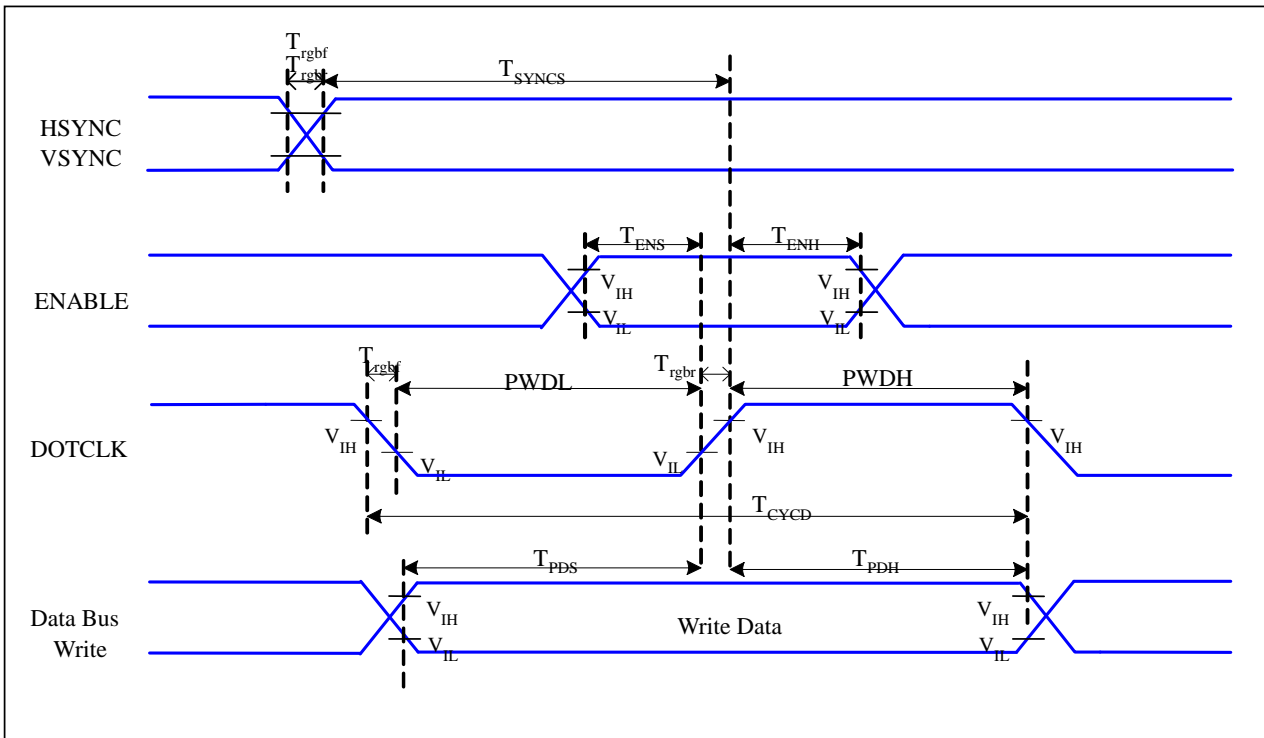 Trgbf
Trgbr
TSYNCS
HSYNC
VSYNC
TENS
TENH
VIH
VIH
ENABLE
VIL
VIL
Trgbf
Trgbr
PWDL
PWDH
VIH
VIH
VIH
DOTCLK
VIL
VIL
TCYCD
TPDS
TPDH
Data Bus
Write
VIH
VIH
Write Data
VIL
VIL